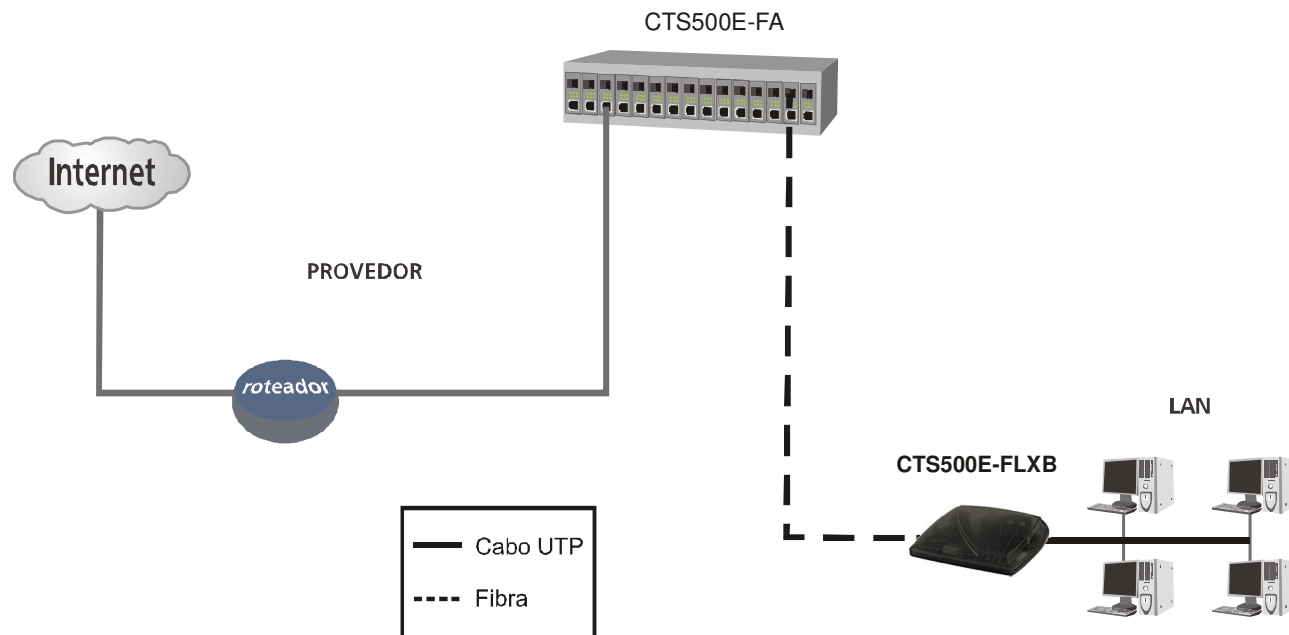 CTS500E-FA
Internet
PROVEDOR
roteador
LAN
CTS500E-FLXB
Cabo UTP
Fibra